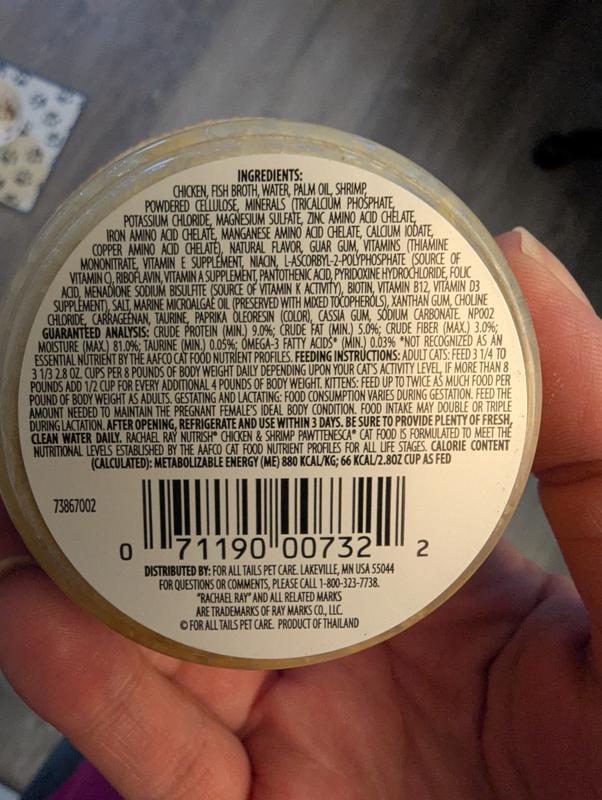 INGREDIENTS:
CHICKEN, FISH BROTH, WATER, PALM OIL, SHRIMP,
POWDERED CELLULOSE, MINERALS (TRICALCIUM PHOSPHATE,
POTASSIUM CHLORIDE, MAGNESIUM SULFATE, ZINC AMINO ACID CHELATE,
IRON AMINO ACID CHELATE, MANGANESE AMINO ACID CHELATE, CALCIUM IODATE,
COPPER AMINO ACID CHELATE), NATURAL FLAVOR, GUAR GUM, VITAMINS (THIAMINE
MONONITRATE, VITAMIN E SUPPLEMENT, NIACIN, L-ASCORBYL-2-POLYPHOSPHATE (SOURCE OF
VITAMIN C), RIBOFLAVIN, VITAMIN A SUPPLEMENT, PANTOTHENIC ACID, PYRIDOXINE HYDROCHLORIDE, FOLIC
ACID, MENADIONE SODIUM BISULFITE (SOURCE OF VITAMIN K ACTIVITY), BIOTIN, VITAMIN B12, VITAMIN D3
SUPPLEMENT), SALT, MARINE MICROALGAE OIL (PRESERVED WITH MIXED TOCOPHEROLS), XANTHAN GUM, CHOLINE
CHLORIDE, CARRAGEENAN, TAURINE, PAPRIKA OLEORESIN (COLOR), CASSIA GUM, SODIUM CARBONATE. NP002
GUARANTEED ANALYSIS: CRUDE PROTEIN (MIN.) 9.0%; CRUDE FAT (MIN.) 5.0%; CRUDE FIBER (MAX.) 3.0%;
MOISTURE (MAX.) 81.0%; TAURINE (MIN.) 0.05%; OMEGA-3 FATTY ACIDS* (MIN.) 0.03% *NOT RECOGNIZED AS AN
ESSENTIAL NUTRIENT BY THE AAFCO CAT FOOD NUTRIENT PROFILES. FEEDING INSTRUCTIONS: ADULT CATS: FEED 3 1/4 TO
3 1/3 2.8 OZ. CUPS PER 8 POUNDS OF BODY WEIGHT DAILY DEPENDING UPON YOUR CAT'S ACTIVITY LEVEL, IF MORE THAN 8
POUNDS ADD 1/2 CUP FOR EVERY ADDITIONAL 4 POUNDS OF BODY WEIGHT. KITTENS: FEED UP TO TWICE AS MUCH FOOD PER
POUND OF BODY WEIGHT AS ADULTS. GESTATING AND LACTATING: FOOD CONSUMPTION VARIES DURING GESTATION. FEED THE
AMOUNT NEEDED TO MAINTAIN THE PREGNANT FEMALE'S IDEAL BODY CONDITION. FOOD INTAKE MAY DOUBLE OR TRIPLE
DURING LACTATION. AFTER OPENING, REFRIGERATE AND USE WITHIN 3 DAYS. BE SURE TO PROVIDE PLENTY OF FRESH,
CLEAN WATER DAILY. RACHAEL RAY NUTRISH® CHICKEN & SHRIMP PAWTTENESCA® CAT FOOD IS FORMULATED TO MEET THE
NUTRITIONAL LEVELS ESTABLISHED BY THE AAFCO CAT FOOD NUTRIENT PROFILES FOR ALL LIFE STAGES. CALORIE CONTENT
(CALCULATED): METABOLIZABLE ENERGY (ME) 880 KCAL/KG; 66 KCAL/2.8OZ CUP AS FED
73867002
0 71190 00732 2
DISTRIBUTED BY: FOR ALL TAILS PET CARE. LAKEVILLE, MN USA 55044
FOR QUESTIONS OR COMMENTS, PLEASE CALL 1-800-323-7738.
"RACHAEL RAY" AND ALL RELATED MARKS
ARE TRADEMARKS OF RAY MARKS CO., LLC.
© FOR ALL TAILS PET CARE. PRODUCT OF THAILAND